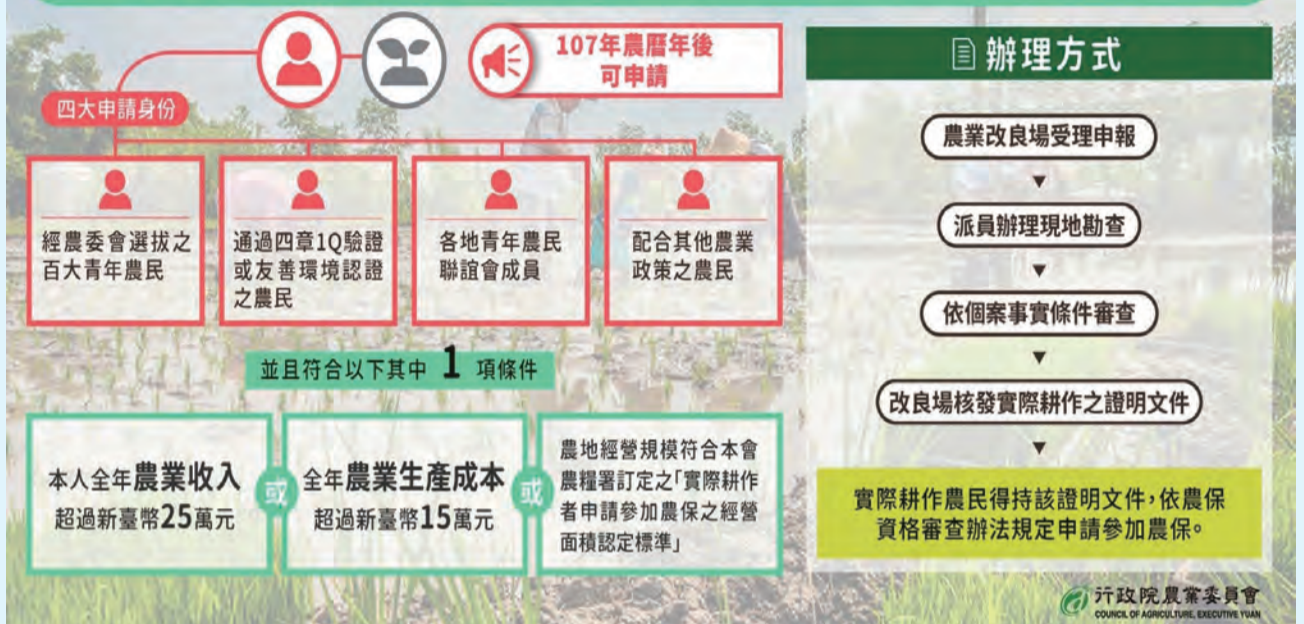 107年農曆年後
可申請
四大申請身份
經農委會選拔之
百大青年農民
通過四章1Q驗證
或友善環境認證
之農民
各地青年農民
聯誼會成員
配合其他農業
政策之農民
並且符合以下其中 1 項條件
本人全年農業收入
超過新臺幣25萬元
或
全年農業生產成本
超過新臺幣15萬元
或
農地經營規模符合本會
農糧署訂定之「實際耕作
者申請參加農保之經營
面積認定標準」
辦理方式
農業改良場受理申報
派員辦理現地勘查
依個案事實條件審查
改良場核發實際耕作之證明文件
實際耕作農民得持該證明文件,依農保
資格審查辦法規定申請參加農保。
行政院農業委員會
COUNCIL OF AGRICULTURE, EXECUTIVE YUAN